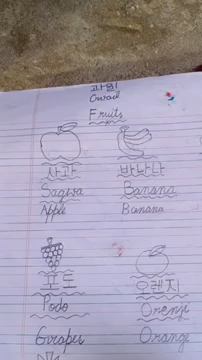 과일
Gwail
Fruits
사과
Sagwa
Apple
바나나
Banana
Banana
포도
Podo
Grapes
오렌지
Orenji
Orange